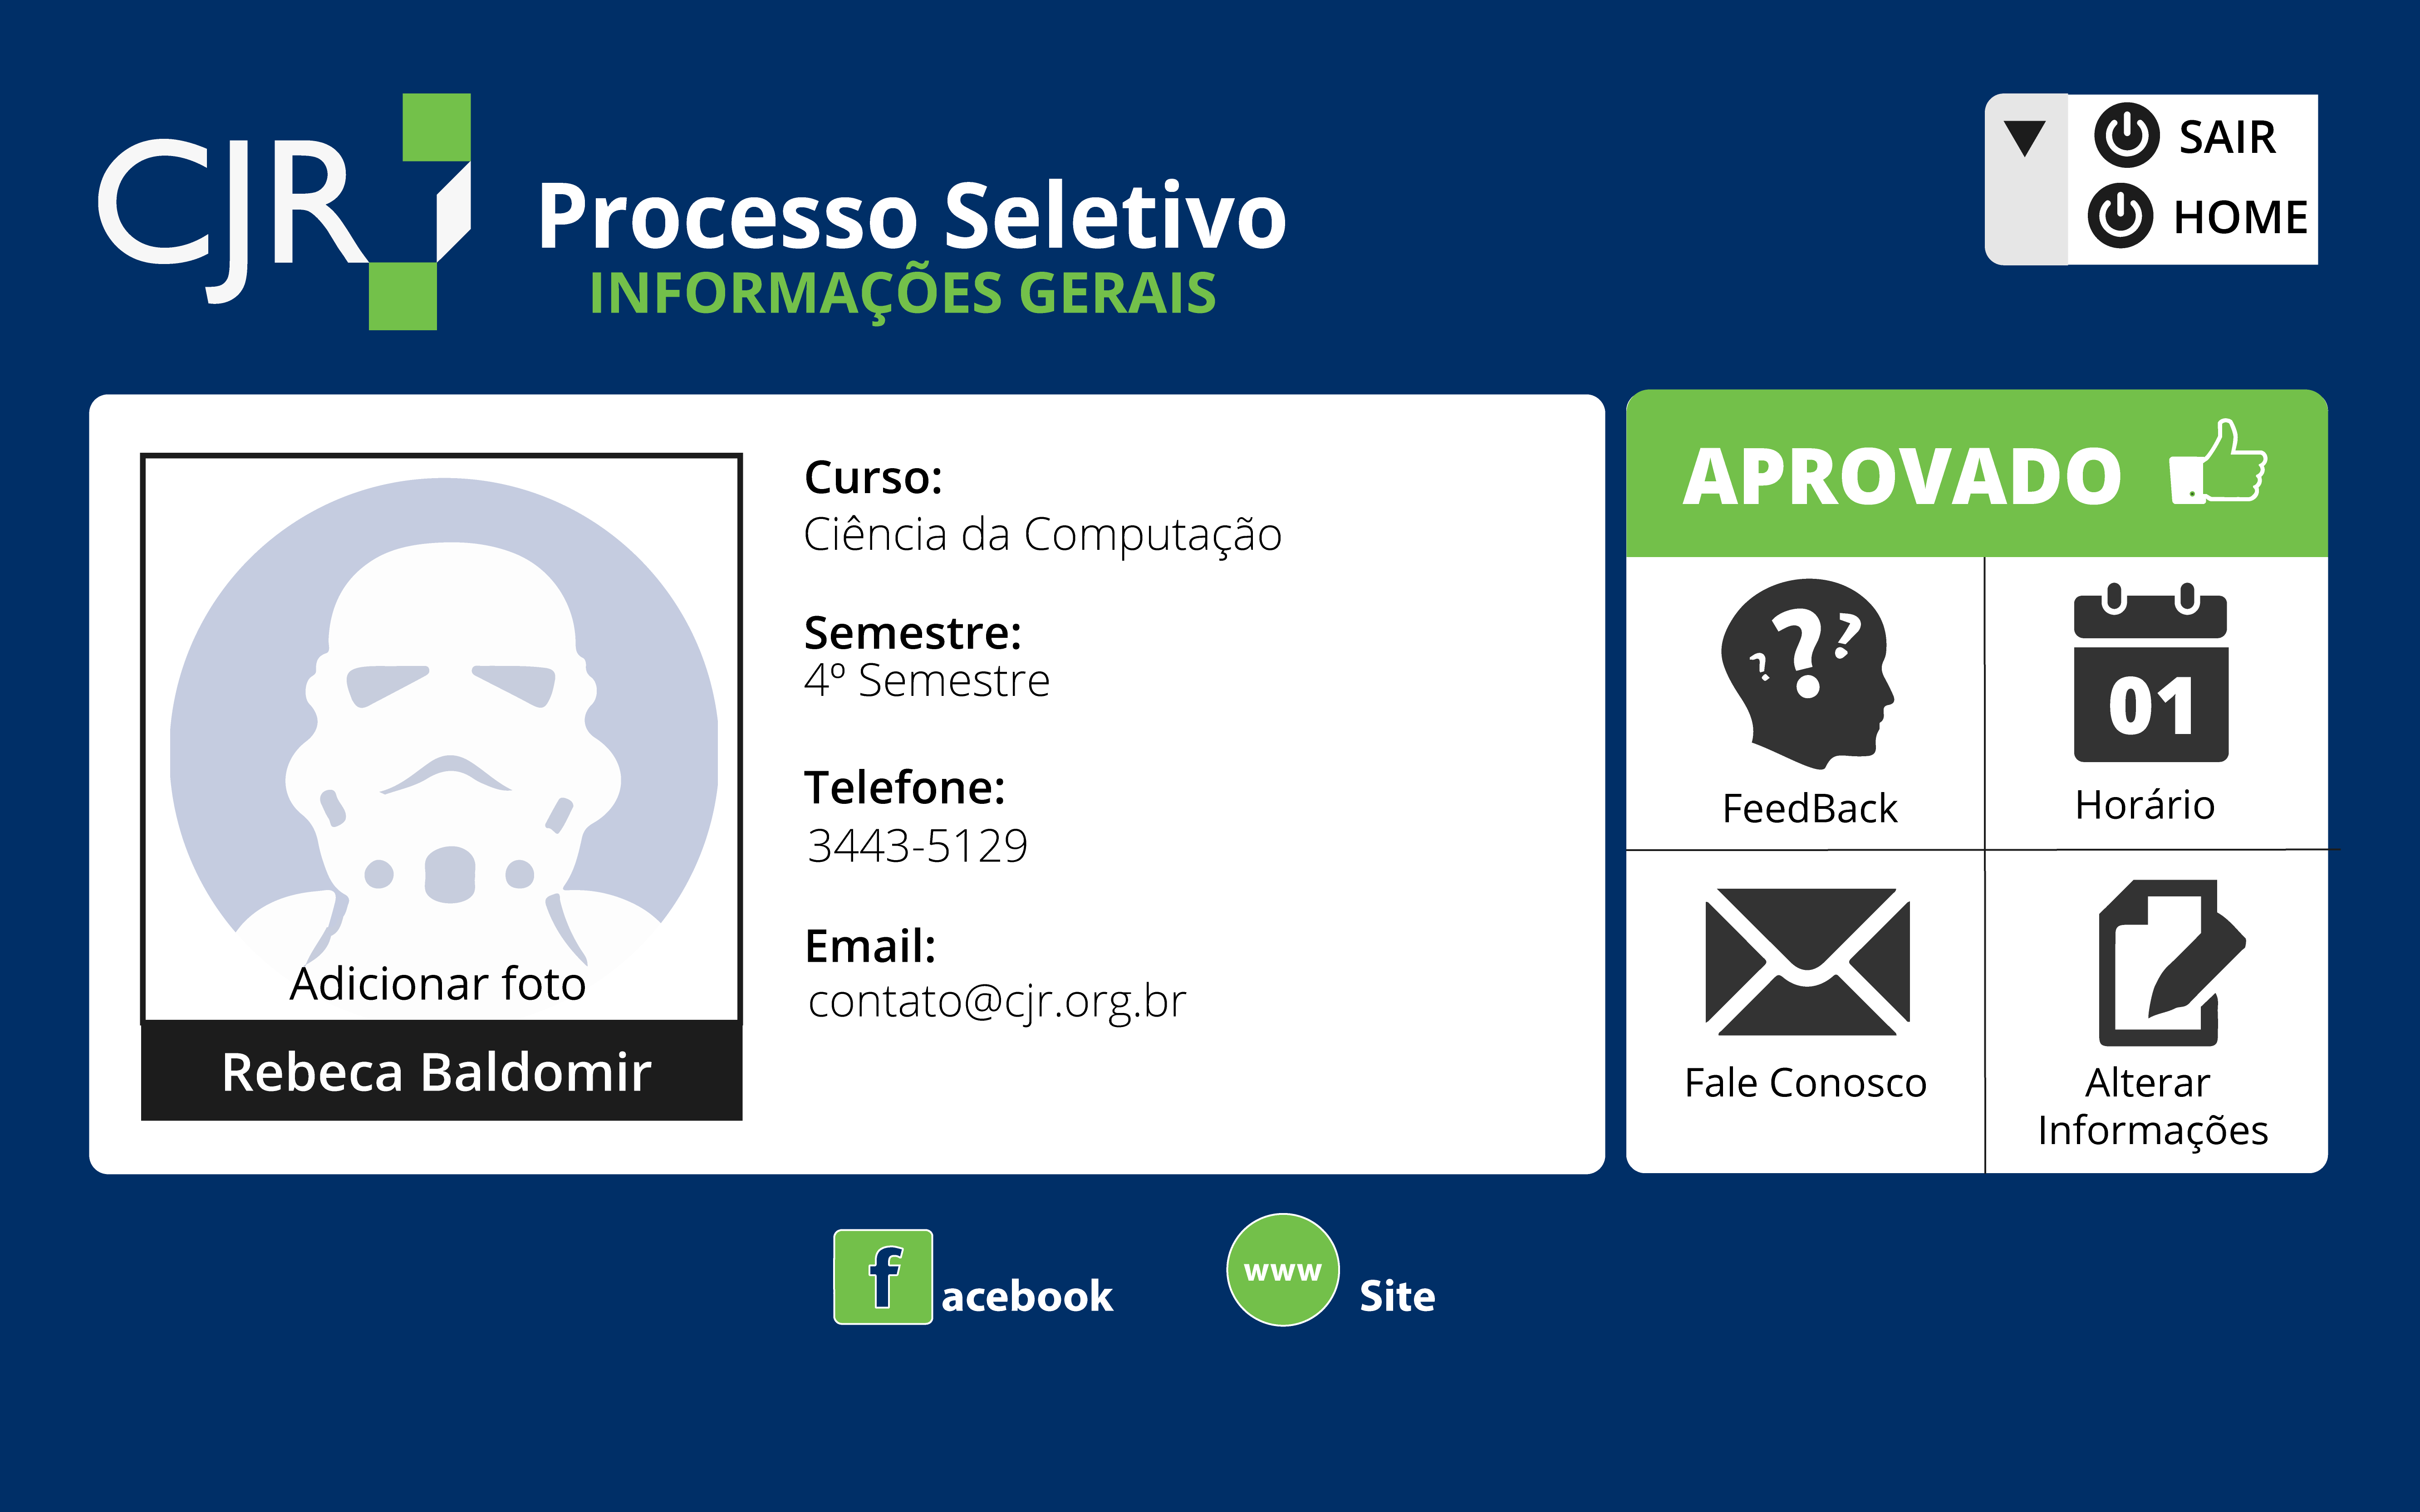 CJR
Processo Seletivo
INFORMAÇÕES GERAIS
SAIR
HOME
Adicionar foto
Rebeca Baldomir
Curso:
Ciência da Computação
Semestre:
4º Semestre
Telefone:
3443-5129
Email:
contato@cjr.org.br
APROVADO
? ? ?
FeedBack
01
Horário
Fale Conosco
Alterar
Informações
facebook
www
Site